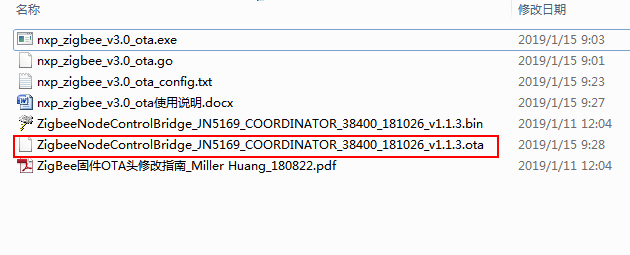 名称 修改日期
nxp_zigbee_v3.0_ota.exe 2019/1/15 9:03
nxp_zigbee_v3.0_ota.go 2019/1/15 9:01
nxp_zigbee_v3.0_ota_config.txt 2019/1/15 9:23
nxp_zigbee_v3.0_ota使用说明.docx 2019/1/15 9:27
ZigbeeNodeControlBridge_JN5169_COORDINATOR_38400_181026_v1.1.3.bin 2019/1/11 12:04
ZigbeeNodeControlBridge_JN5169_COORDINATOR_38400_181026_v1.1.3.ota 2019/1/15 9:28
ZigBee固件OTA头修改指南_Miller Huang_180822.pdf 2019/1/11 12:04